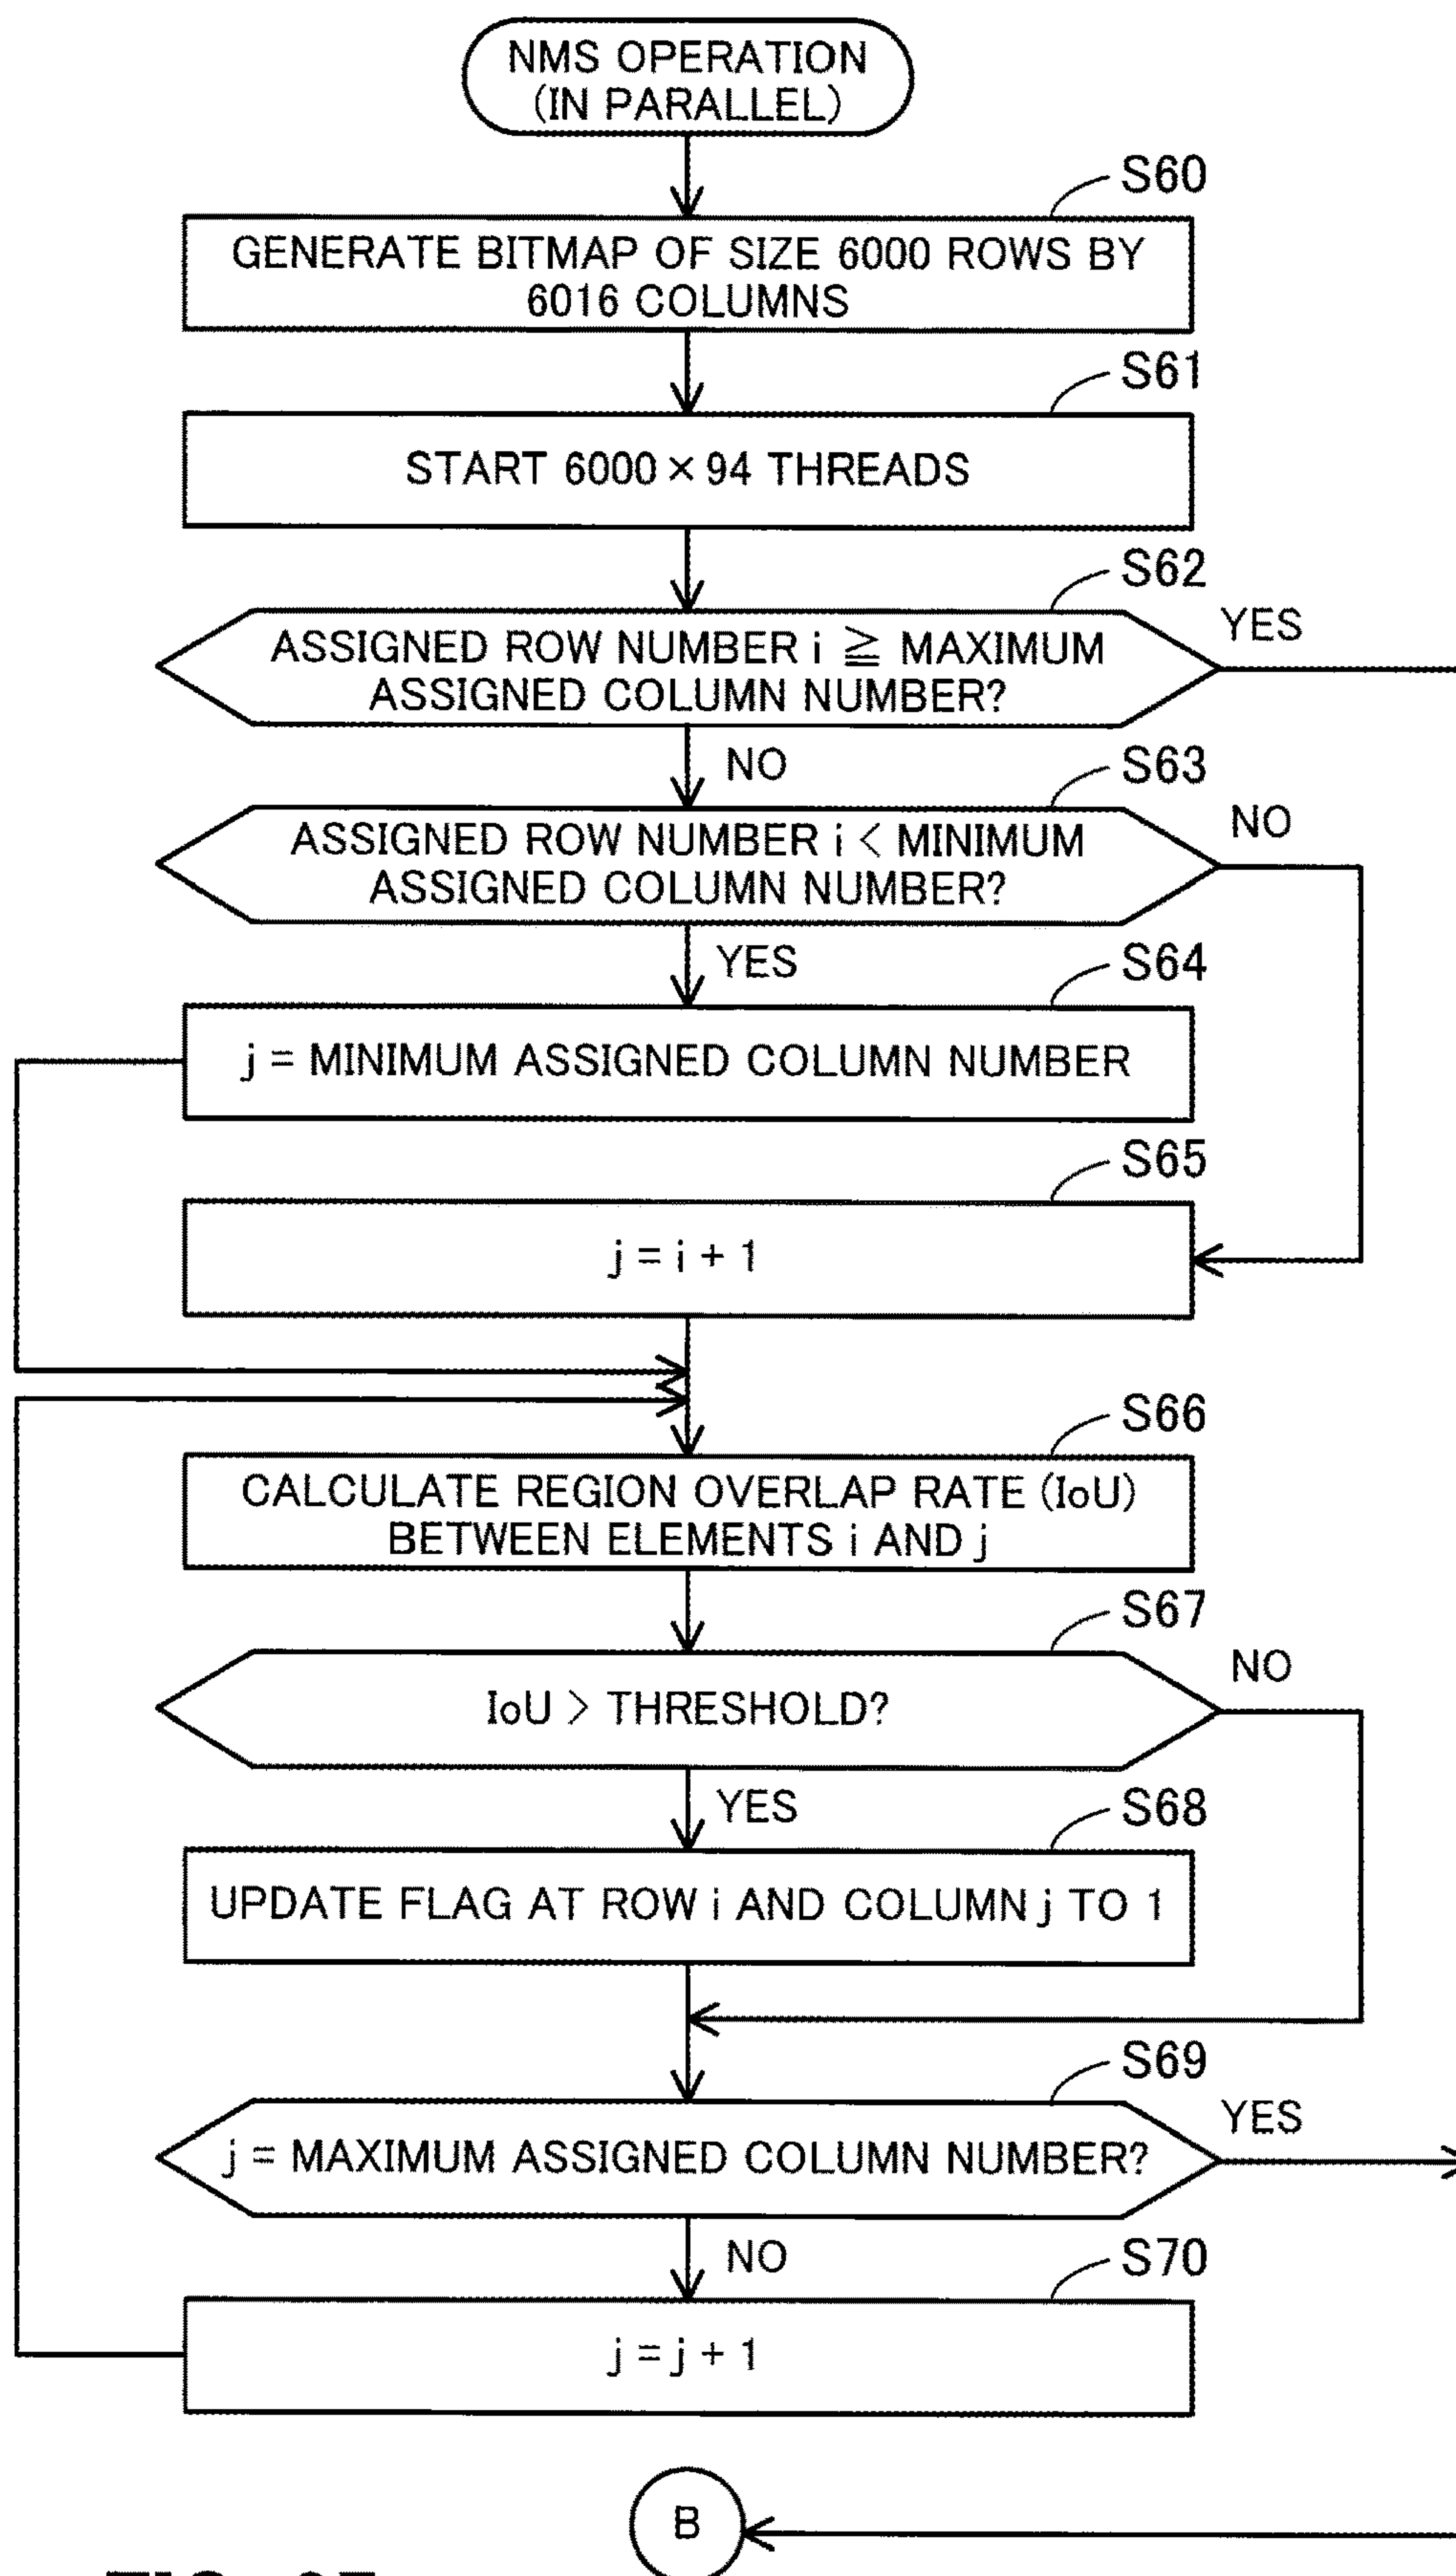 NMS OPERATION
(IN PARALLEL)
S60
GENERATE BITMAP OF SIZE 6000 ROWS BY
6016 COLUMNS
S61
START 6000 × 94 THREADS
S62
ASSIGNED ROW NUMBER i ≧ MAXIMUM
ASSIGNED COLUMN NUMBER?
YES
NO
S63
ASSIGNED ROW NUMBER i < MINIMUM
ASSIGNED COLUMN NUMBER?
NO
YES
S64
j = MINIMUM ASSIGNED COLUMN NUMBER
S65
j = i + 1
S66
CALCULATE REGION OVERLAP RATE (IoU)
BETWEEN ELEMENTS i AND j
S67
IoU > THRESHOLD?
NO
YES
S68
UPDATE FLAG AT ROW i AND COLUMN j TO 1
S69
j = MAXIMUM ASSIGNED COLUMN NUMBER?
YES
NO
S70
j = j + 1
B